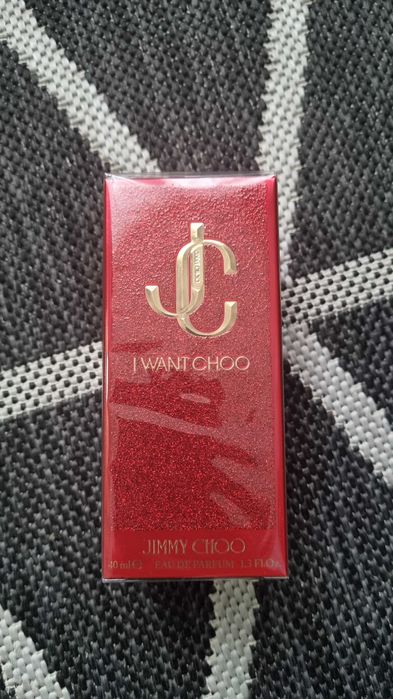 JC
I WANT CHOO
JIMMY CHOO
40 ml ℮ EAU DE PARFUM 1.3 FL.OZ